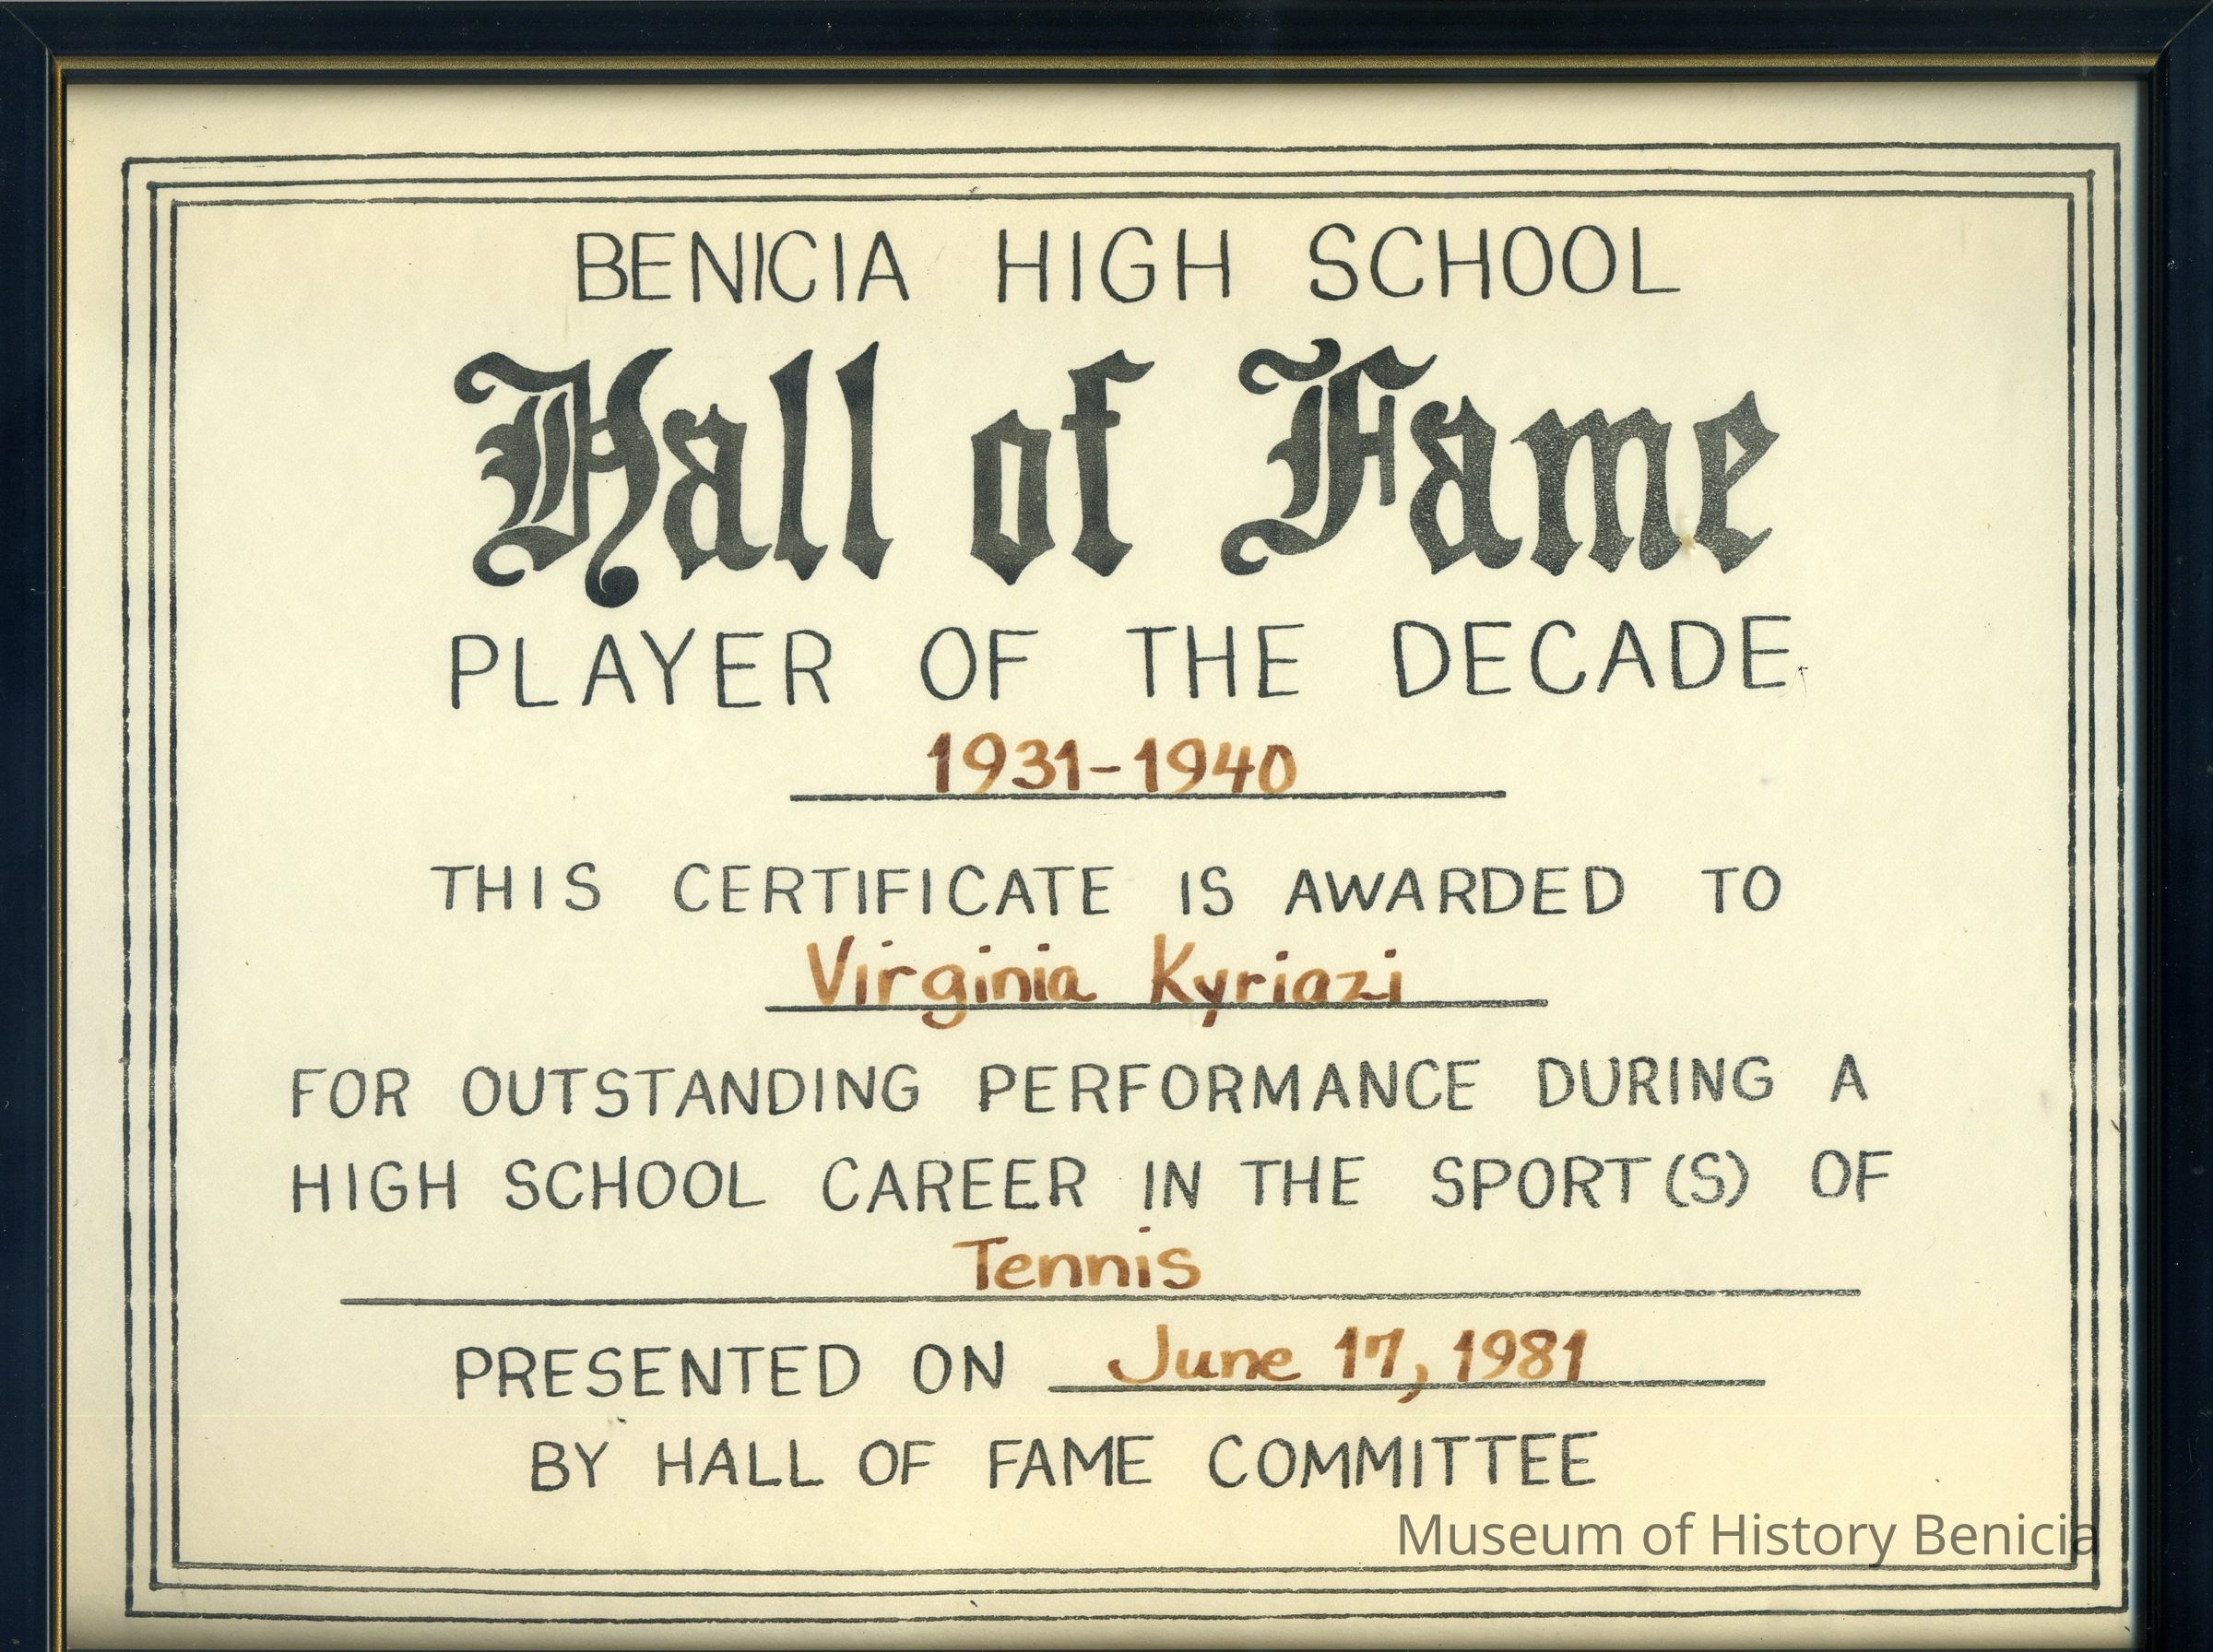 BENICIA HIGH SCHOOL
Hall of Fame
PLAYER OF THE DECADE
1931-1940
THIS CERTIFICATE IS AWARDED TO
Virginia Kyriazi
FOR OUTSTANDING PERFORMANCE DURING A
HIGH SCHOOL CAREER IN THE SPORT(S) OF
Tennis
PRESENTED ON June 17, 1981
BY HALL OF FAME COMMITTEE
Museum of History Benicia